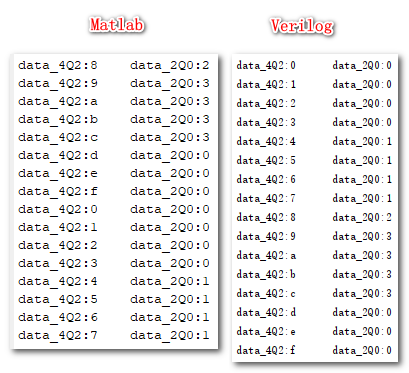 Matlab
data_4Q2:8 data_2Q0:2
data_4Q2:9 data_2Q0:3
data_4Q2:a data_2Q0:3
data_4Q2:b data_2Q0:3
data_4Q2:c data_2Q0:3
data_4Q2:d data_2Q0:0
data_4Q2:e data_2Q0:0
data_4Q2:f data_2Q0:0
data_4Q2:0 data_2Q0:0
data_4Q2:1 data_2Q0:0
data_4Q2:2 data_2Q0:0
data_4Q2:3 data_2Q0:0
data_4Q2:4 data_2Q0:1
data_4Q2:5 data_2Q0:1
data_4Q2:6 data_2Q0:1
data_4Q2:7 data_2Q0:1
Verilog
data_4Q2:0 data_2Q0:0
data_4Q2:1 data_2Q0:0
data_4Q2:2 data_2Q0:0
data_4Q2:3 data_2Q0:0
data_4Q2:4 data_2Q0:1
data_4Q2:5 data_2Q0:1
data_4Q2:6 data_2Q0:1
data_4Q2:7 data_2Q0:1
data_4Q2:8 data_2Q0:2
data_4Q2:9 data_2Q0:3
data_4Q2:a data_2Q0:3
data_4Q2:b data_2Q0:3
data_4Q2:c data_2Q0:3
data_4Q2:d data_2Q0:0
data_4Q2:e data_2Q0:0
data_4Q2:f data_2Q0:0